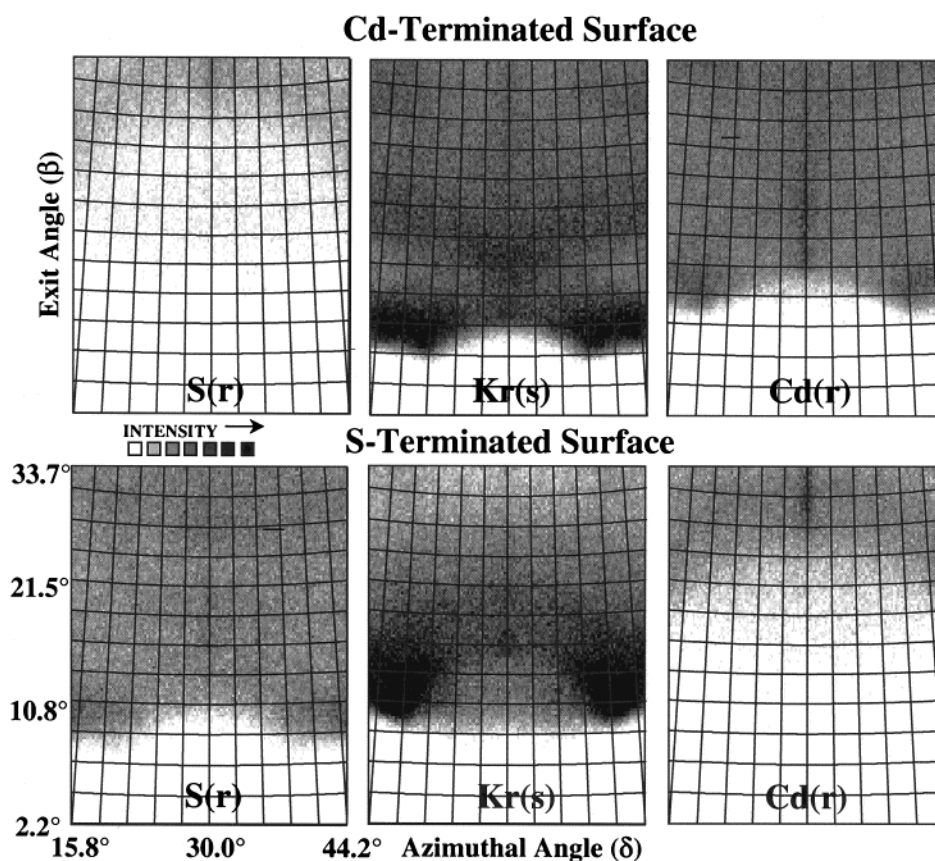 Cd-Terminated Surface
Exit Angle (β)
S(r)
Kr(s)
Cd(r)
INTENSITY
S-Terminated Surface
33.7°
21.5°
10.8°
2.2°
S(r)
Kr(s)
Cd(r)
15.8°
30.0°
44.2°
Azimuthal Angle (δ)